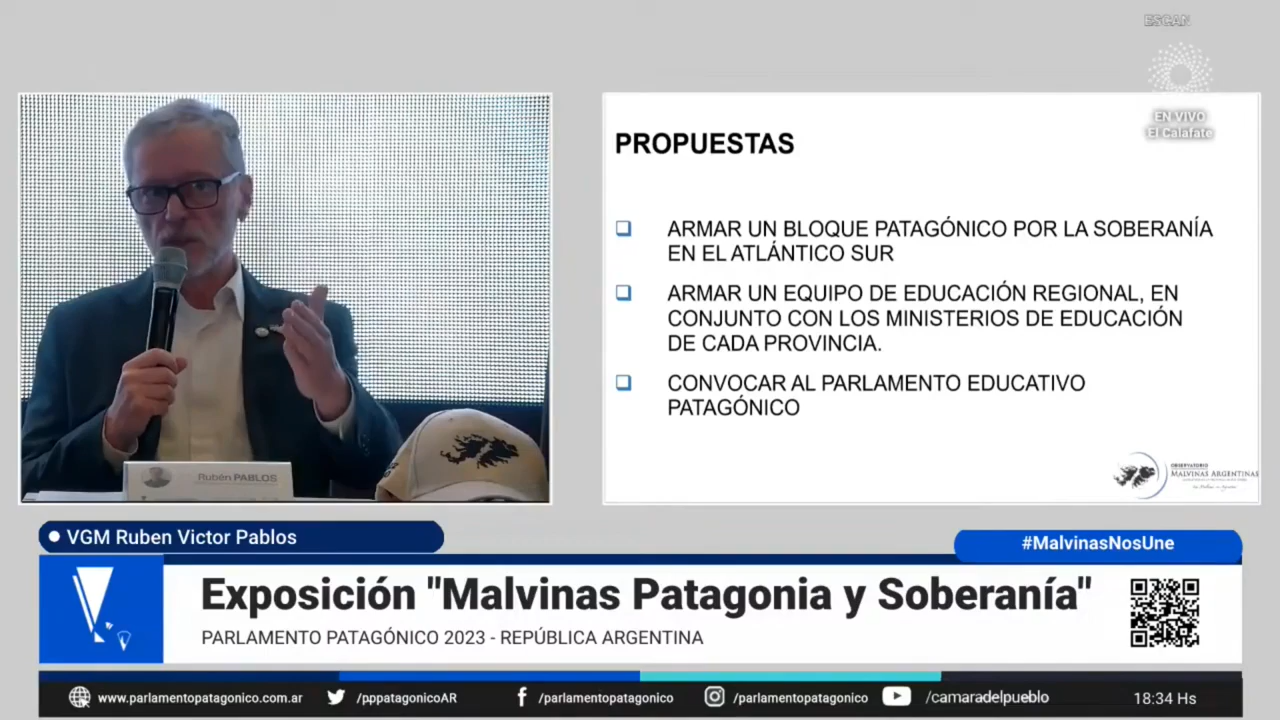 ESCAN
EN VIVO
El Calafate
PROPUESTAS
ARMAR UN BLOQUE PATAGÓNICO POR LA SOBERANÍA
EN EL ATLÁNTICO SUR
ARMAR UN EQUIPO DE EDUCACIÓN REGIONAL, EN
CONJUNTO CON LOS MINISTERIOS DE EDUCACIÓN
DE CADA PROVINCIA.
CONVOCAR AL PARLAMENTO EDUCATIVO
PATAGÓNICO
OBSERVATORIO
MALVINAS ARGENTINAS
Rubén PABLOS
VGM Ruben Victor Pablos
#MalvinasNosUne
Exposición "Malvinas Patagonia y Soberanía"
PARLAMENTO PATAGÓNICO 2023 - REPÚBLICA ARGENTINA
www.parlamentopatagonico.com.ar
/pppatagonicoAR
/parlamentopatagonico
/parlamentopatagonico
/camaradelpueblo
18:34 Hs